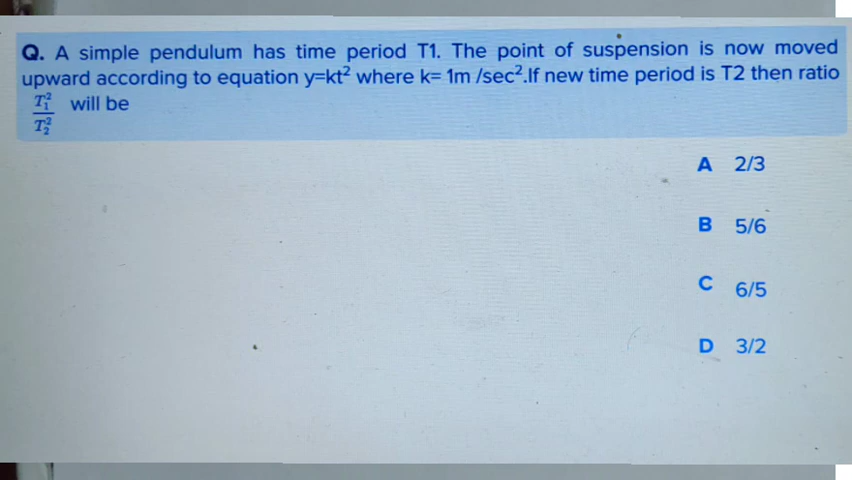 Q. A simple pendulum has time period T1. The point of suspension is now moved
upward according to equation y=kt² where k= 1m /sec².If new time period is T2 then ratio
T₁²/T₂² will be
A 2/3
B 5/6
C 6/5
D 3/2